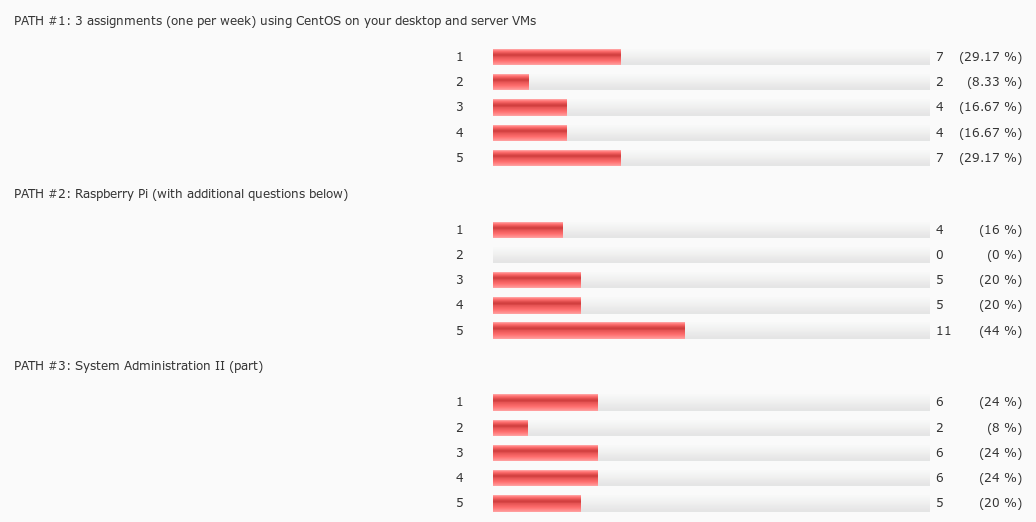 PATH #1: 3 assignments (one per week) using CentOS on your desktop and server VMs
1 7 (29.17 %)
2 2 (8.33 %)
3 4 (16.67 %)
4 4 (16.67 %)
5 7 (29.17 %)
PATH #2: Raspberry Pi (with additional questions below)
1 4 (16 %)
2 0 (0 %)
3 5 (20 %)
4 5 (20 %)
5 11 (44 %)
PATH #3: System Administration II (part)
1 6 (24 %)
2 2 (8 %)
3 6 (24 %)
4 6 (24 %)
5 5 (20 %)